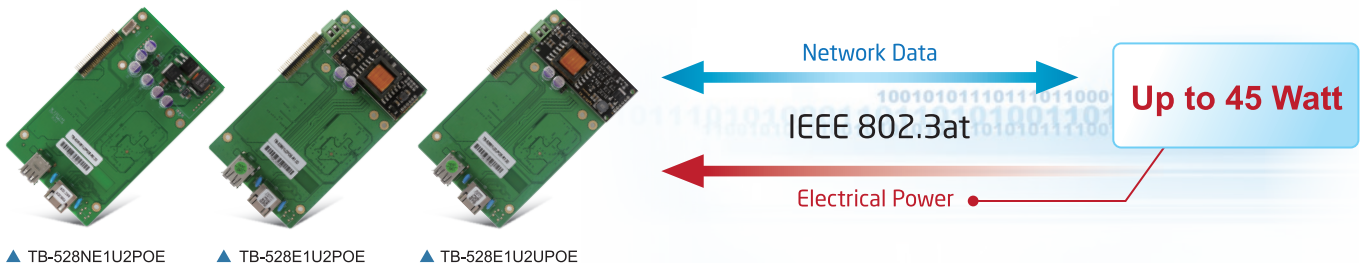 Network Data
IEEE 802.3at
Electrical Power
Up to 45 Watt
▲ TB-528NE1U2POE
▲ TB-528E1U2POE
▲ TB-528E1U2UPOE